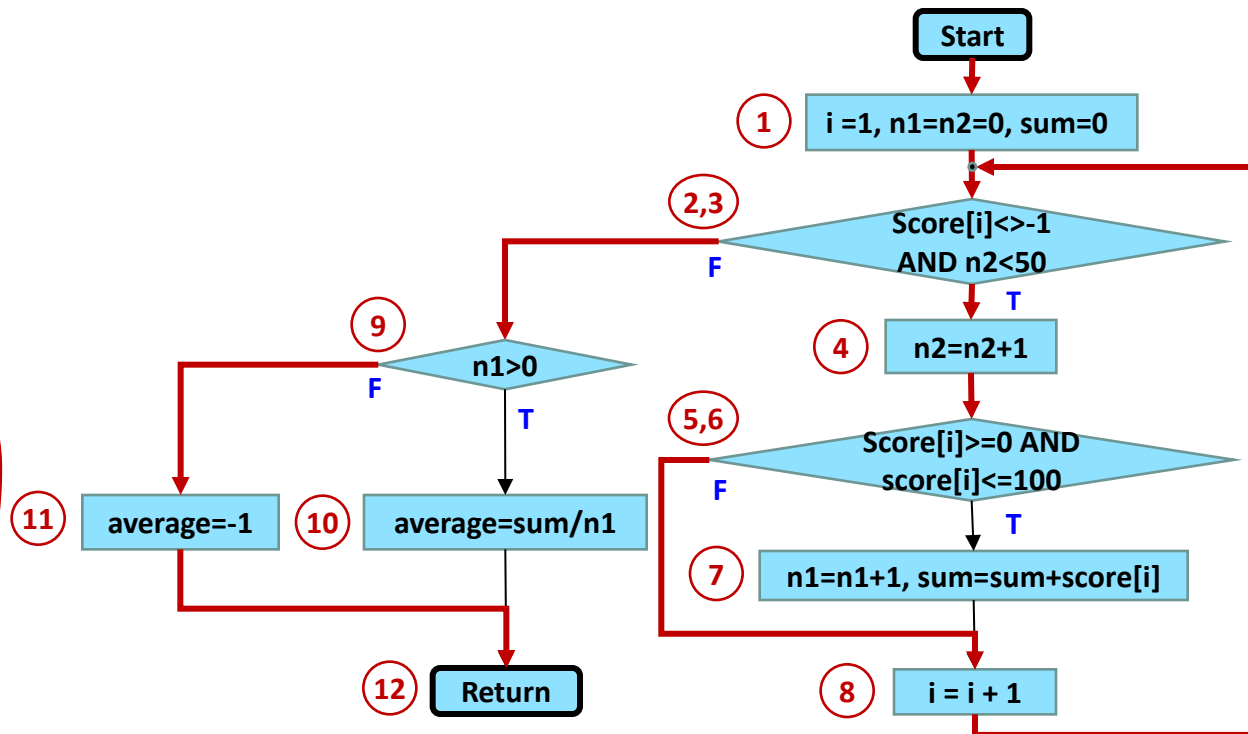 Start
1
i =1, n1=n2=0, sum=0
2,3
Score[i]<>-1
AND n2<50
F
T
9
4
n2=n2+1
n1>0
F
T
5,6
Score[i]>=0 AND
score[i]<=100
F
T
11
average=-1
10
average=sum/n1
7
n1=n1+1, sum=sum+score[i]
12
Return
8
i = i + 1